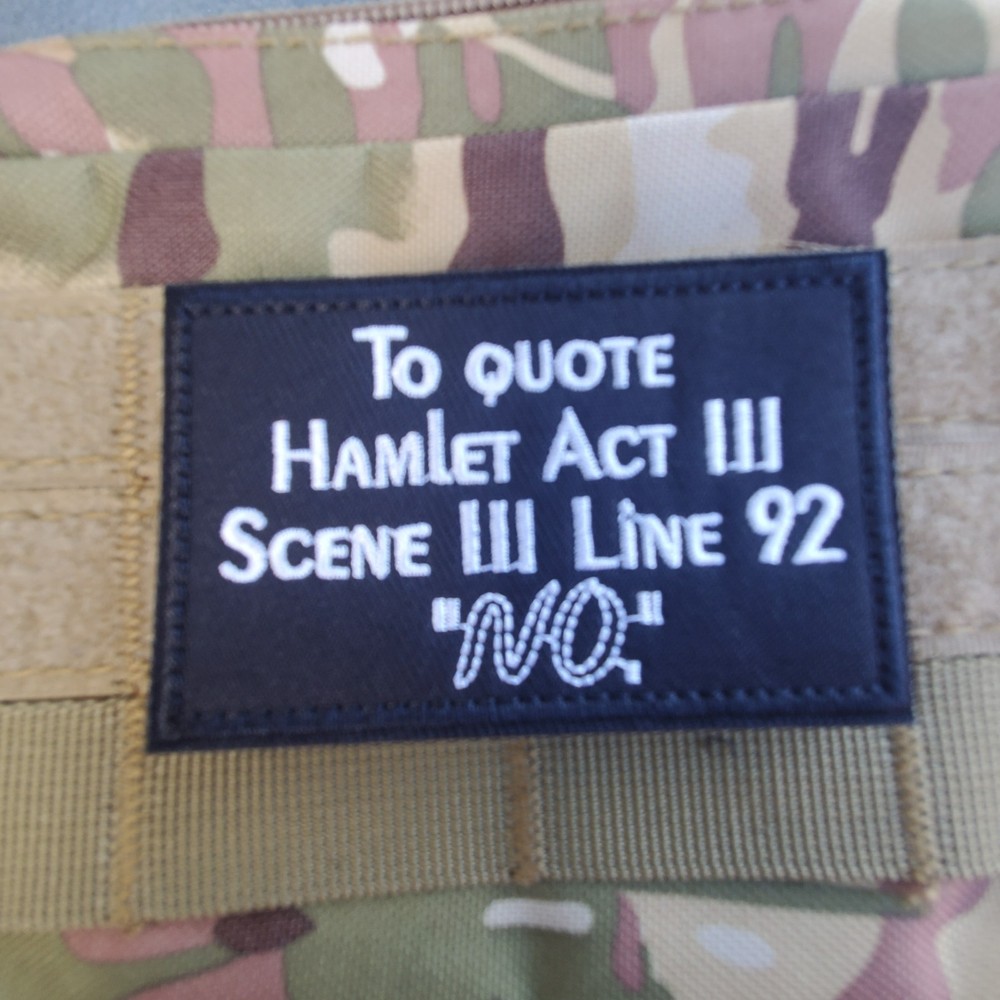 To QUOTE
HAMLET ACT III
SCENE III LINE 92
"NO."